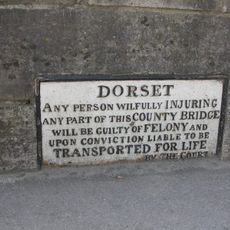 DORSET
ANY PERSON WILFULLY INJURING
ANY PART OF THIS COUNTY BRIDGE
WILL BE GUILTY OF FELONY AND
UPON CONVICTION LIABLE TO BE
TRANSPORTED FOR LIFE
BY THE COURT